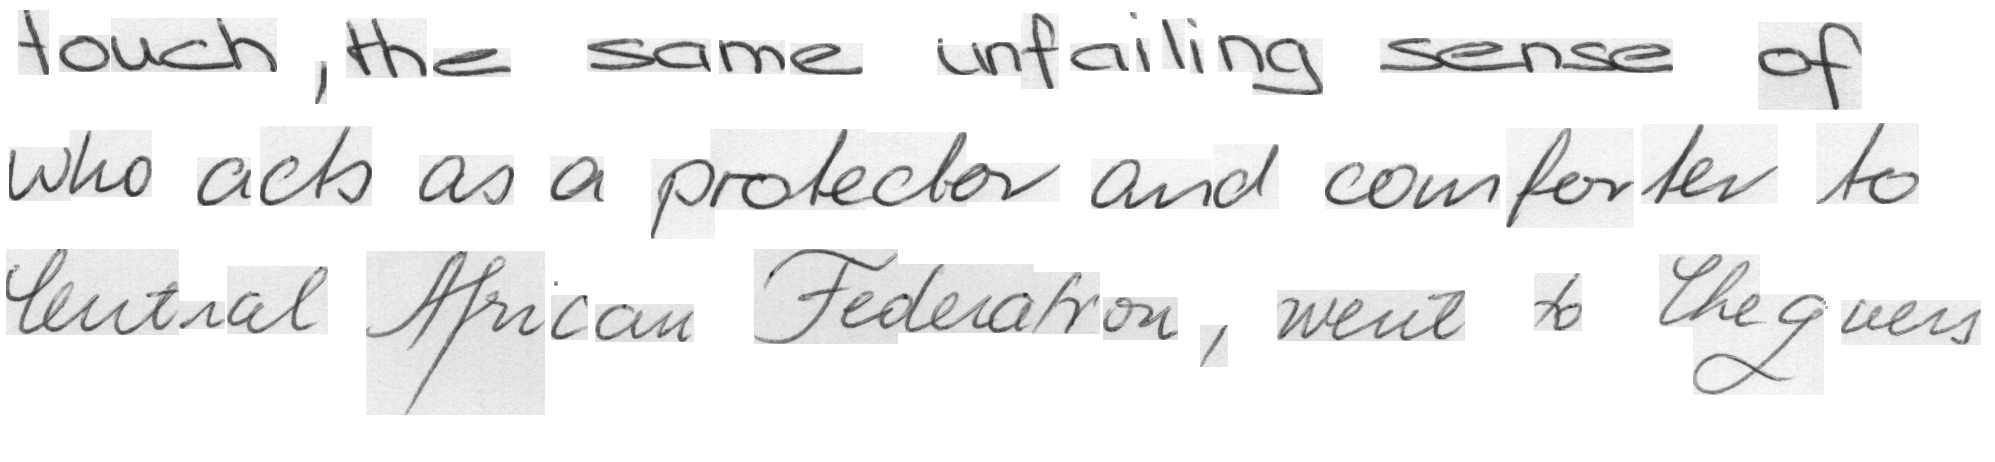 touch, the same unfailing sense of
who acts as a protector and comforter to
Central African Federation, went to Chequers